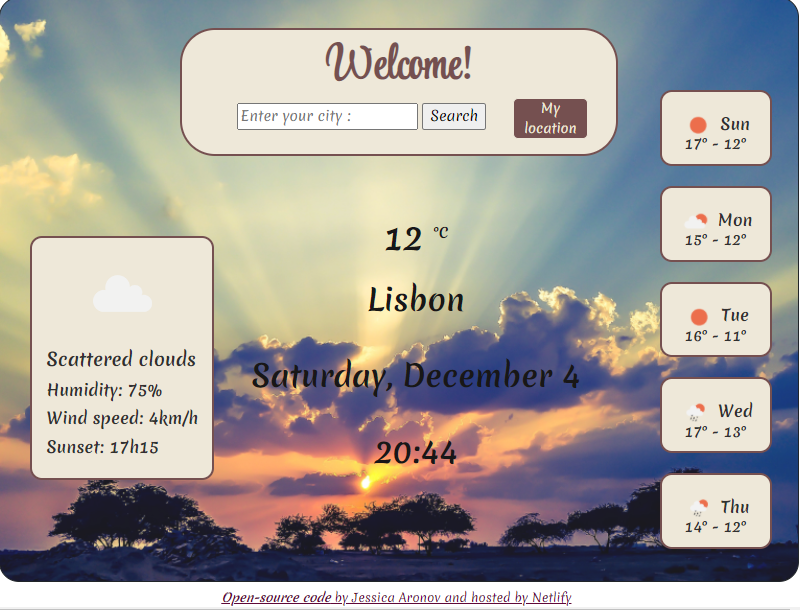 Welcome!
Enter your city :
Search
My
location
12 °C
Lisbon
Saturday, December 4
20:44
Scattered clouds
Humidity: 75%
Wind speed: 4km/h
Sunset: 17h15
Sun
17° - 12°
Mon
15° - 12°
Tue
16° - 11°
Wed
17° - 13°
Thu
14° - 12°
Open-source code by Jessica Aronov and hosted by Netlify